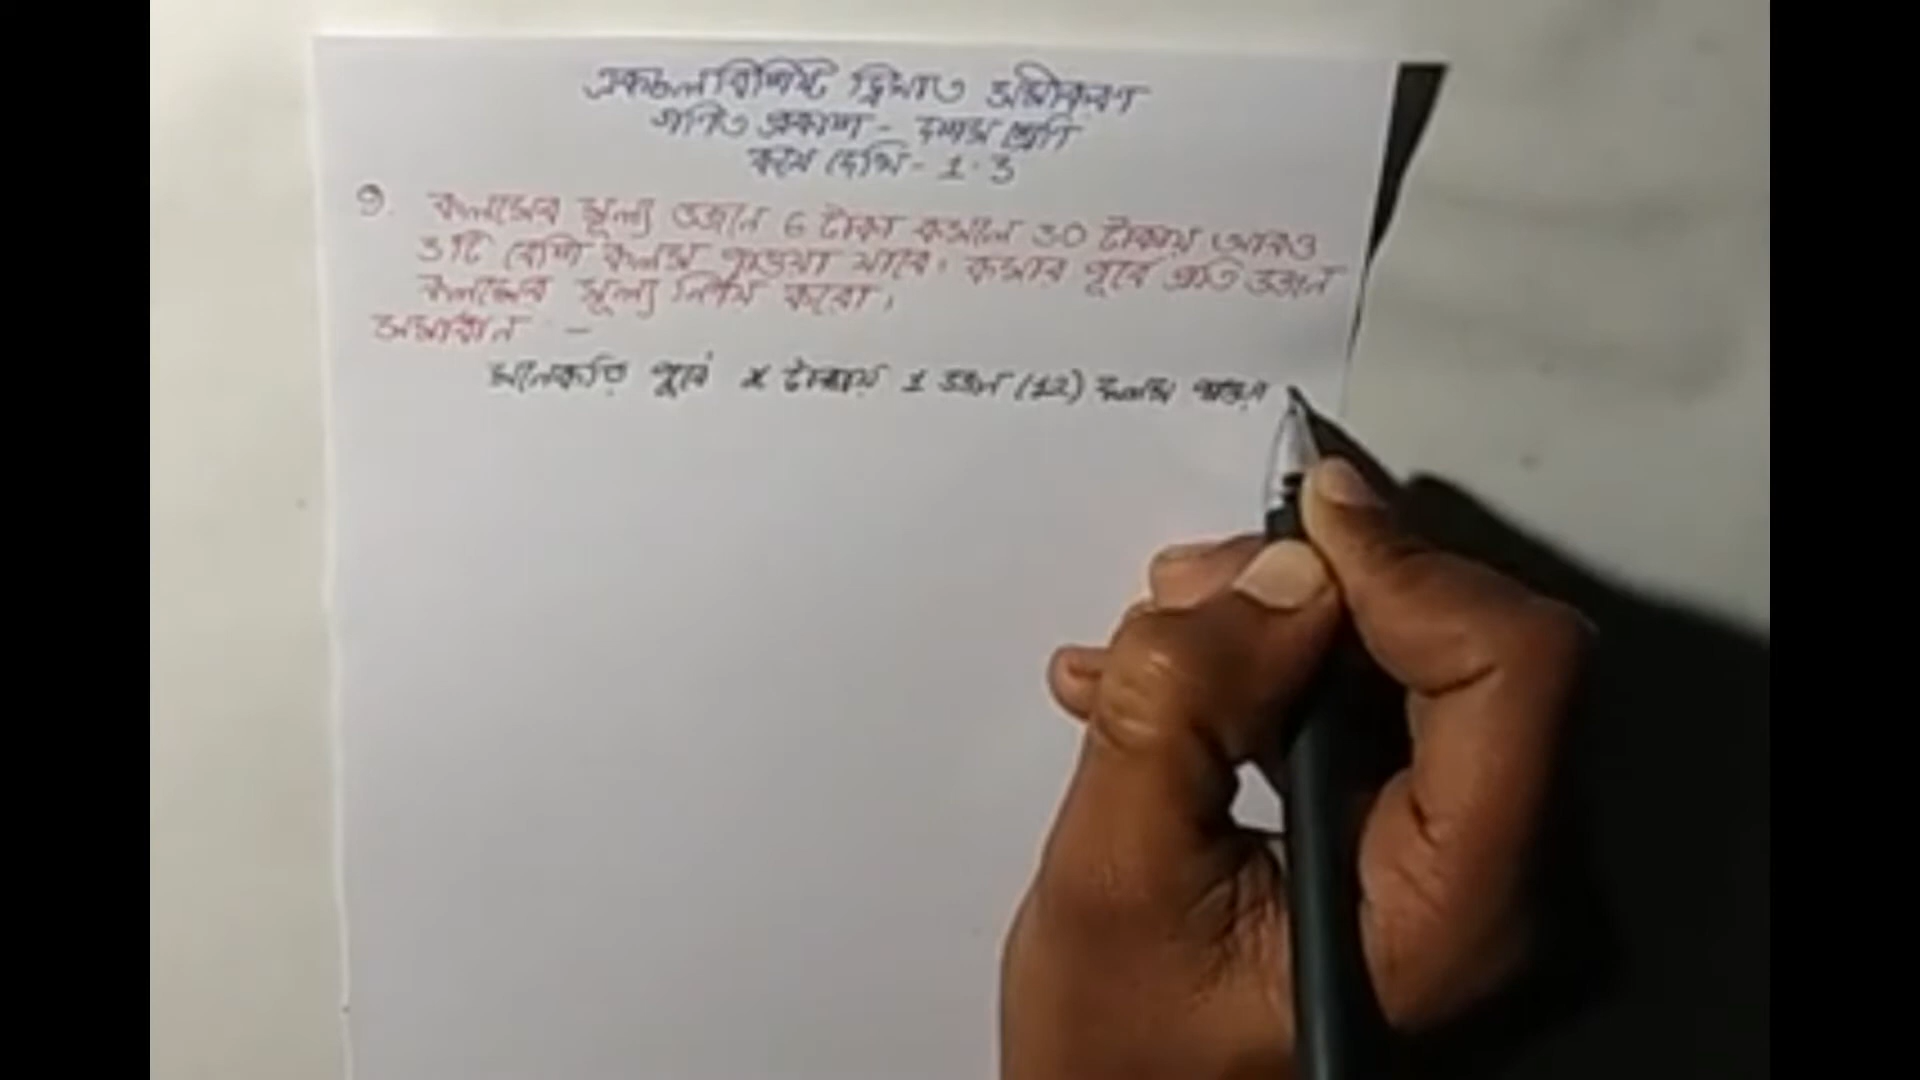 একচলবিশিষ্ট দ্বিঘাত সমীকরণ
গণিত প্রকাশ - দশম শ্রেণি
কষে দেখি - 1.3
9. কলমের মূল্য ডজনে 6 টাকা কমলে 30 টাকায় আরও
3টি বেশি কলম পাওয়া যাবে। কমার পূর্বে প্রতি ডজন
কলমের মূল্য নির্ণয় করো।
সমাধান :-
মনেকরি পূর্বে x টাকায় 1 ডজন (12) কলম পাওয়া